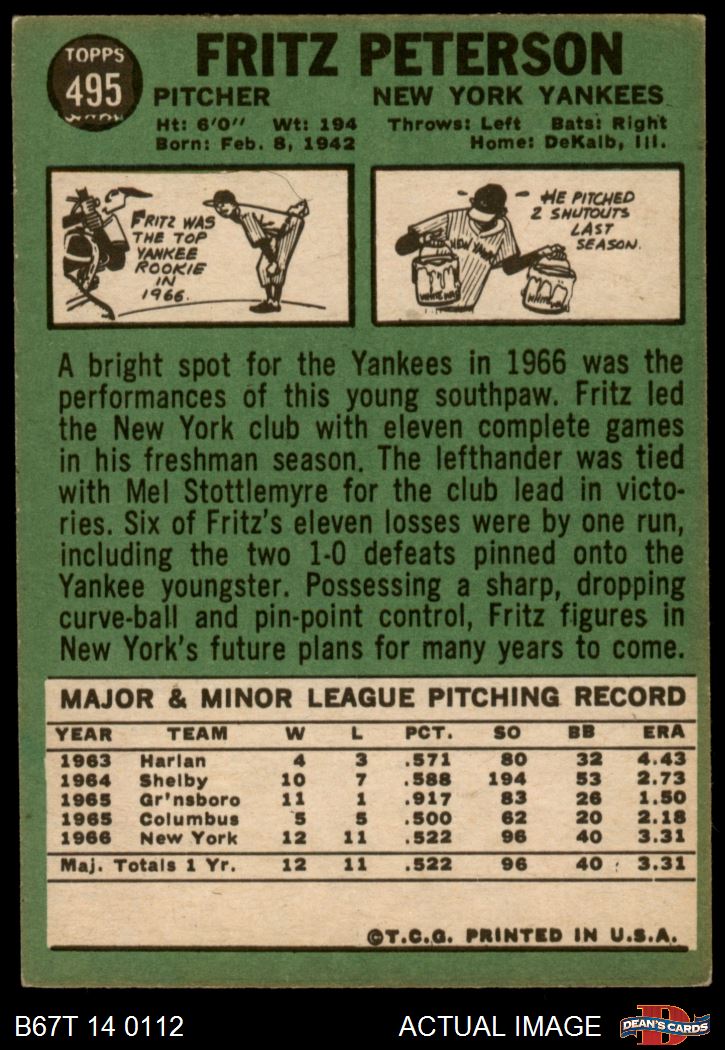 TOPPS
495
FRITZ PETERSON
PITCHER NEW YORK YANKEES
Ht: 6'0" Wt: 194 Throws: Left Bats: Right
Born: Feb. 8, 1942 Home: DeKalb, Ill.
FRITZ WAS
THE TOP
YANKEE
ROOKIE
IN
1966.
HE PITCHED
2 SHUTOUTS
LAST
SEASON.
NEW YORK
A bright spot for the Yankees in 1966 was the
performances of this young southpaw. Fritz led
the New York club with eleven complete games
in his freshman season. The lefthander was tied
with Mel Stottlemyre for the club lead in victo-
ries. Six of Fritz's eleven losses were by one run,
including the two 1-0 defeats pinned onto the
Yankee youngster. Possessing a sharp, dropping
curve-ball and pin-point control, Fritz figures in
New York's future plans for many years to come.
MAJOR & MINOR LEAGUE PITCHING RECORD
YEAR TEAM W L PCT. SO BB ERA
1963 Harlan 4 3 .571 80 32 4.43
1964 Shelby 10 7 .588 194 53 2.73
1965 Gr'nsboro 11 1 .917 83 26 1.50
1965 Columbus 5 5 .500 62 20 2.18
1966 New York 12 11 .522 96 40 3.31
Maj. Totals 1 Yr. 12 11 .522 96 40 3.31
©T.C.G. PRINTED IN U.S.A.
B67T 14 0112 ACTUAL IMAGE DEAN'S CARDS